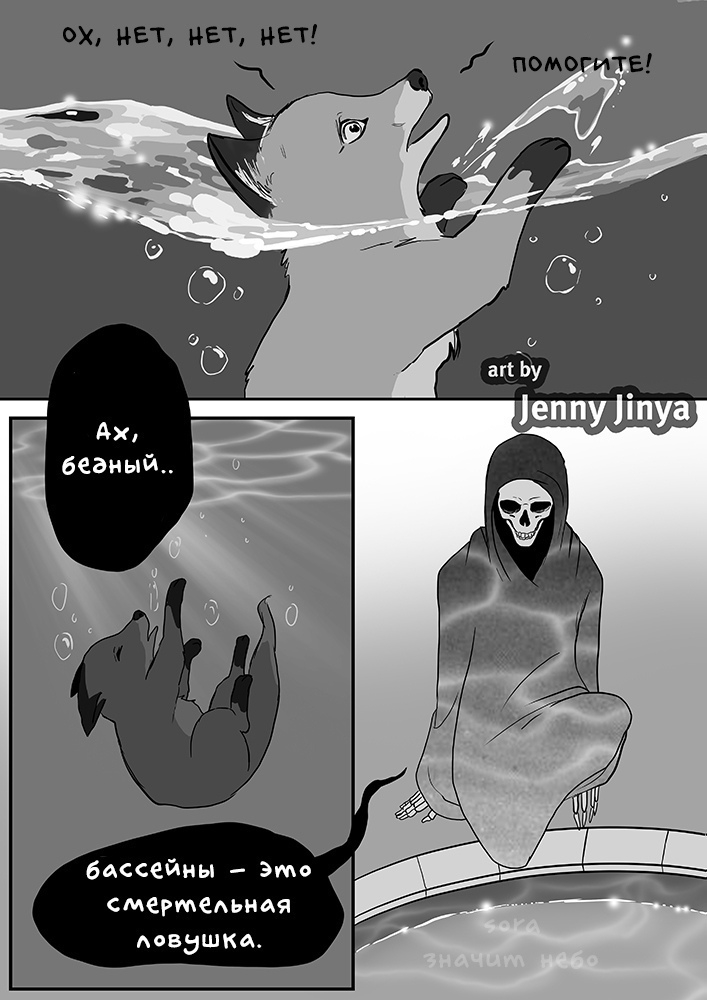 ОХ, НЕТ, НЕТ, НЕТ!
ПОМОГИТЕ!
art by
Jenny Jinya
Ах,
бедный..
бассейны – это
смертельная
ловушка.
sora
значит небо